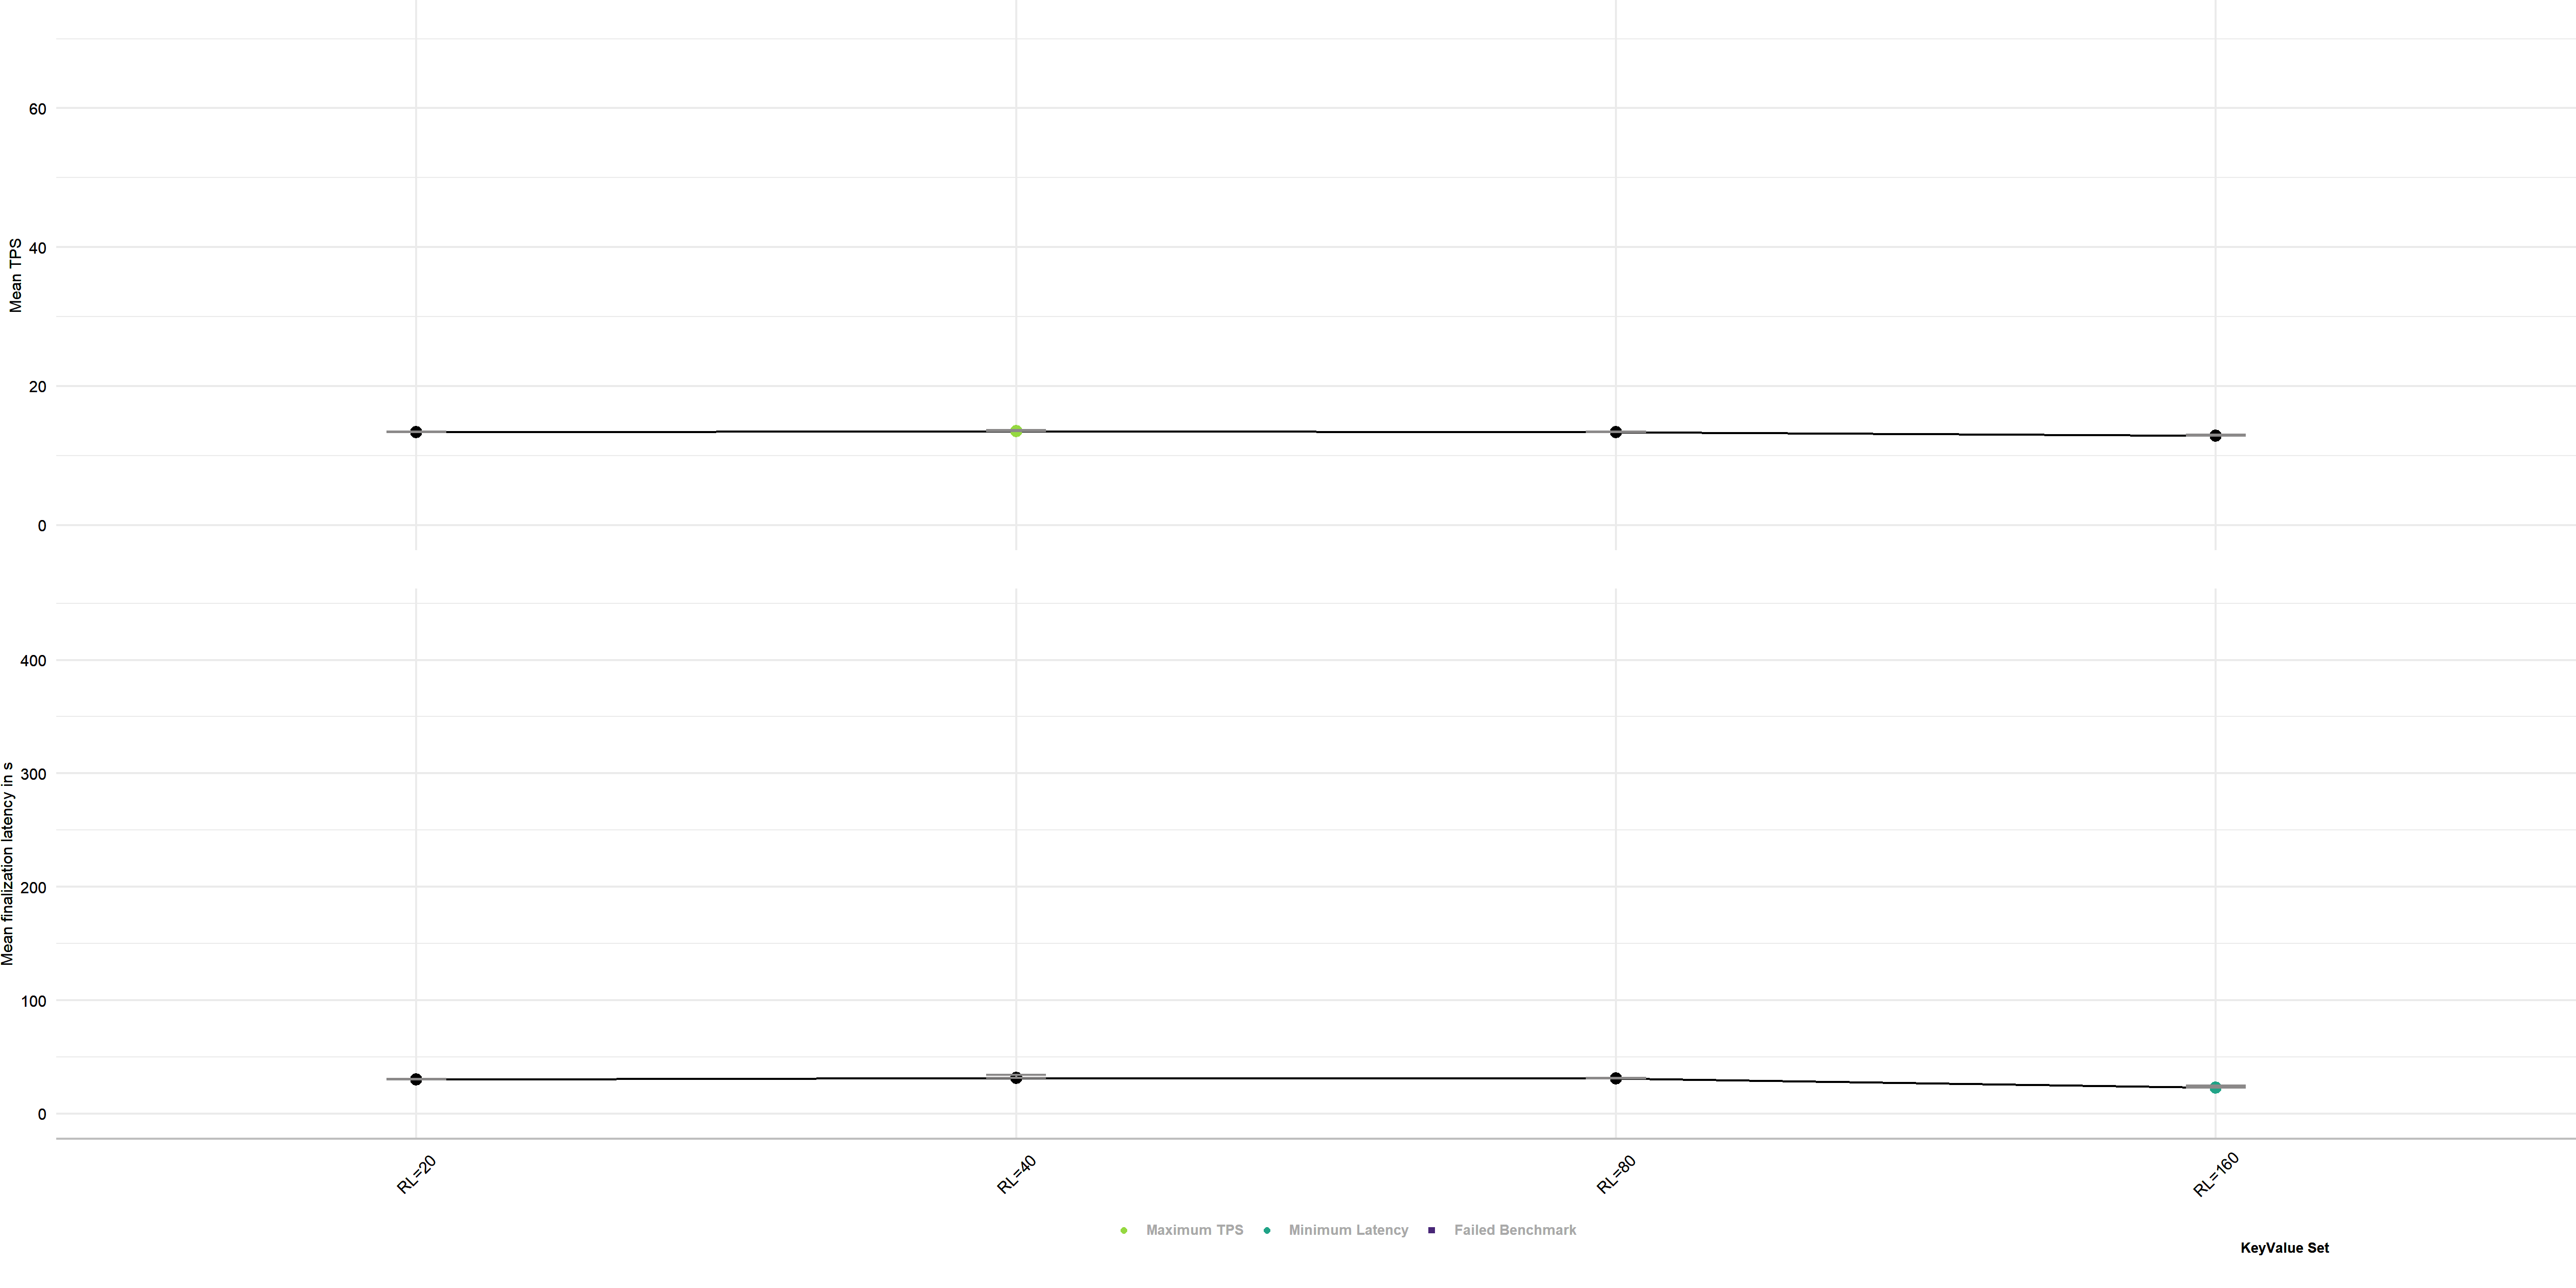 Mean TPS
60
40
20
0
Mean finalization latency in s
400
300
200
100
0
RL=20
RL=40
RL=80
RL=160
Maximum TPS
Minimum Latency
Failed Benchmark
KeyValue Set